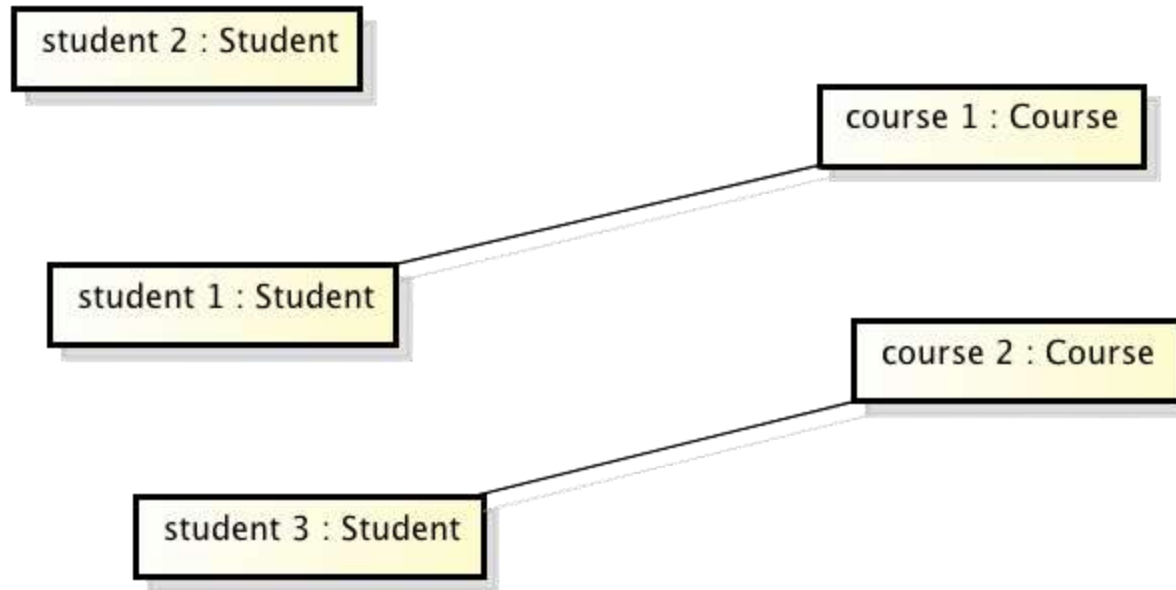 student 2 : Student
course 1 : Course
student 1 : Student
course 2 : Course
student 3 : Student